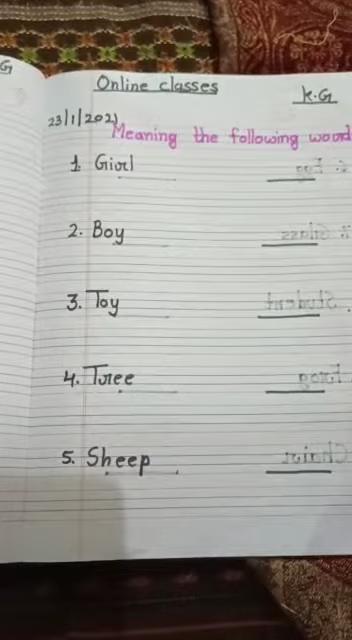 G
Online classes
K.G
23/1/2021
Meaning the following word
1. Girl
2. Boy
3. Toy
4. Tree
5. Sheep